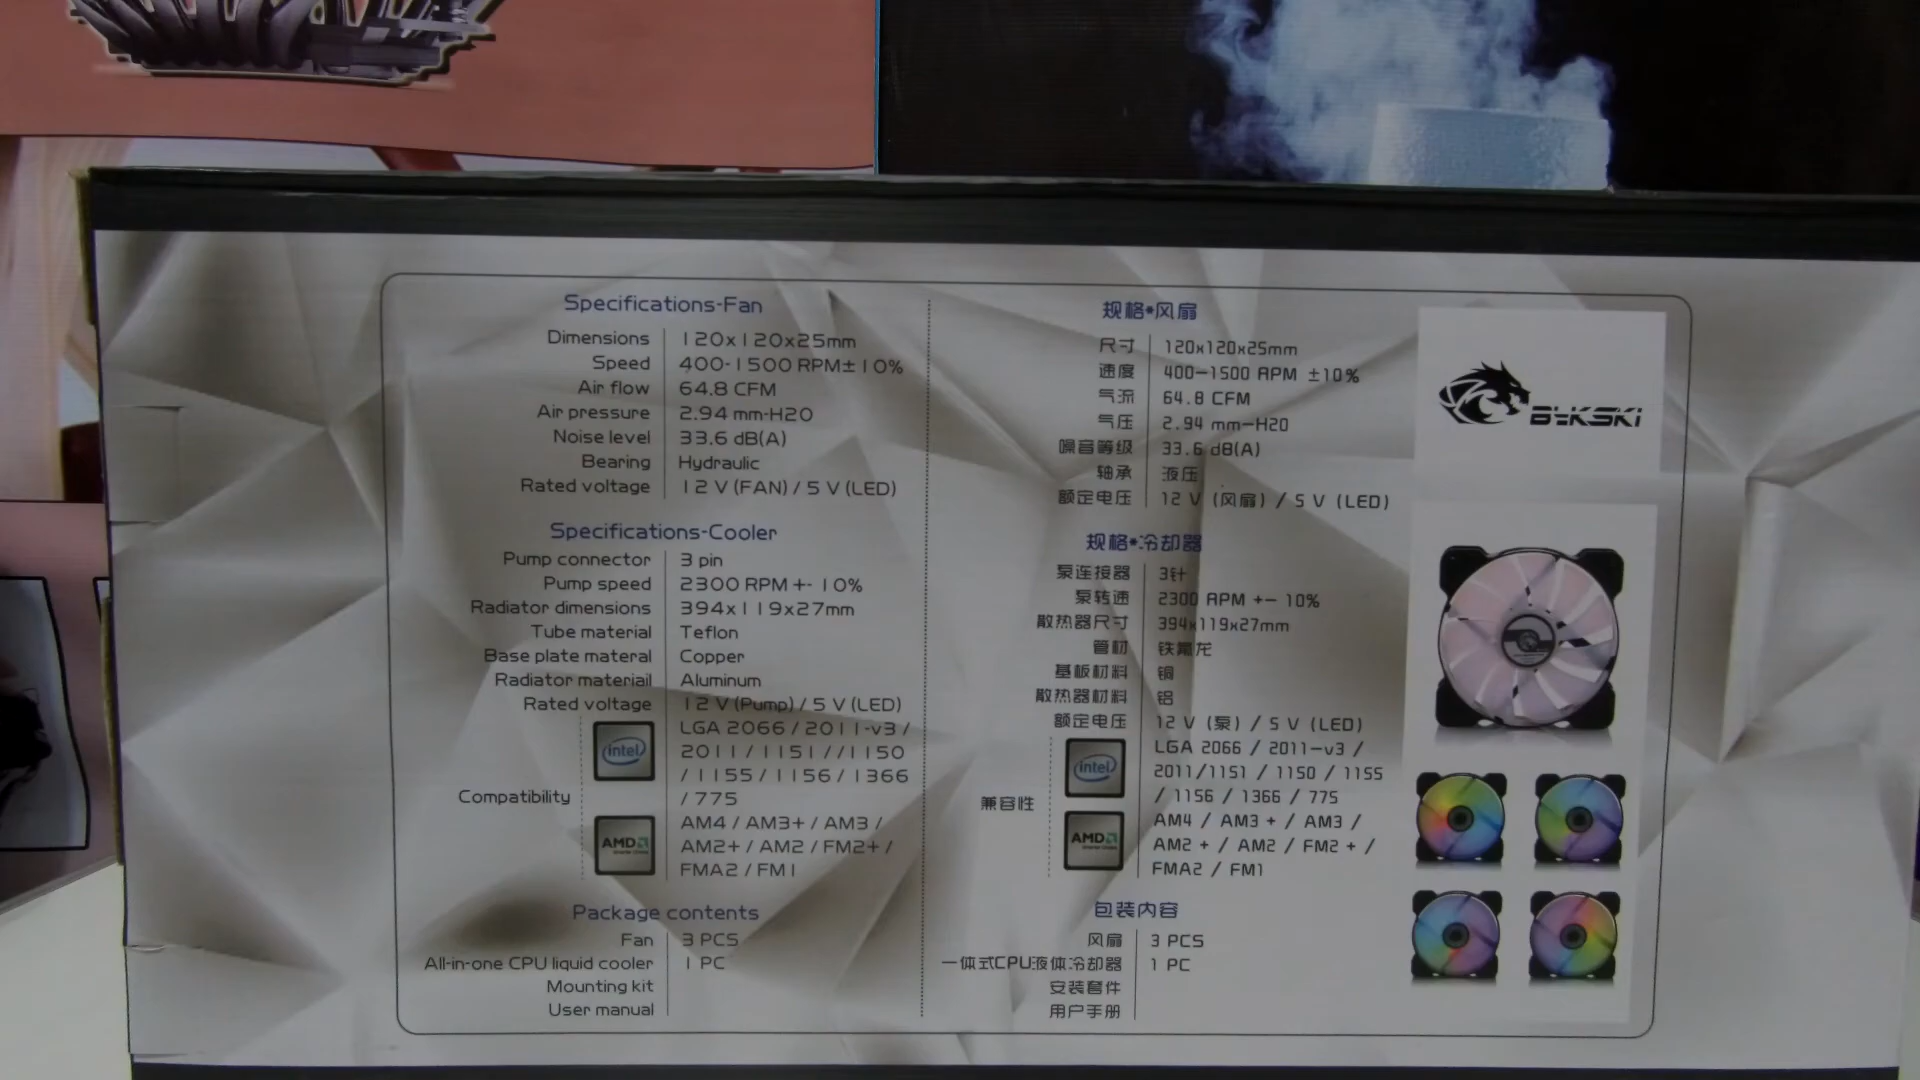 Specifications-Fan
Dimensions 120x120x25mm
Speed 400-1500 RPM±10%
Air flow 64.8 CFM
Air pressure 2.94 mm-H2O
Noise level 33.6 dB(A)
Bearing Hydraulic
Rated voltage 12 V (FAN) / 5 V (LED)
Specifications-Cooler
Pump connector 3 pin
Pump speed 2300 RPM +- 10%
Radiator dimensions 394x119x27mm
Tube material Teflon
Base plate materal Copper
Radiator materiail Aluminum
Rated voltage 12 V (Pump) / 5 V (LED)
intel
LGA 2066 / 2011-v3 /
2011 / 1151 / / 1150
/ 1155 / 1156 / 1366
/ 775
Compatibility
AMD
AM4 / AM3+ / AM3 /
AM2+ / AM2 / FM2+ /
FMA2 / FM1
Package contents
Fan 3 PCS
All-in-one CPU liquid cooler 1 PC
Mounting kit
User manual
规格*风扇
尺寸 120x120x25mm
速度 400-1500 RPM ±10%
气流 64.8 CFM
气压 2.94 mm-H2O
噪音等级 33.6 dB(A)
轴承 液压
额定电压 12 V (风扇) / 5 V (LED)
规格*冷却器
泵连接器 3针
泵转速 2300 RPM +- 10%
散热器尺寸 394x119x27mm
管材 铁氟龙
基板材料 铜
散热器材料 铝
额定电压 12 V (泵) / 5 V (LED)
intel
LGA 2066 / 2011-v3 /
2011/1151 / 1150 / 1155
/ 1156 / 1366 / 775
兼容性
AMD
AM4 / AM3 + / AM3 /
AM2 + / AM2 / FM2 + /
FMA2 / FM1
包装内容
风扇 3 PCS
一体式CPU液体冷却器 1 PC
安装套件
用户手册
BYKSKI